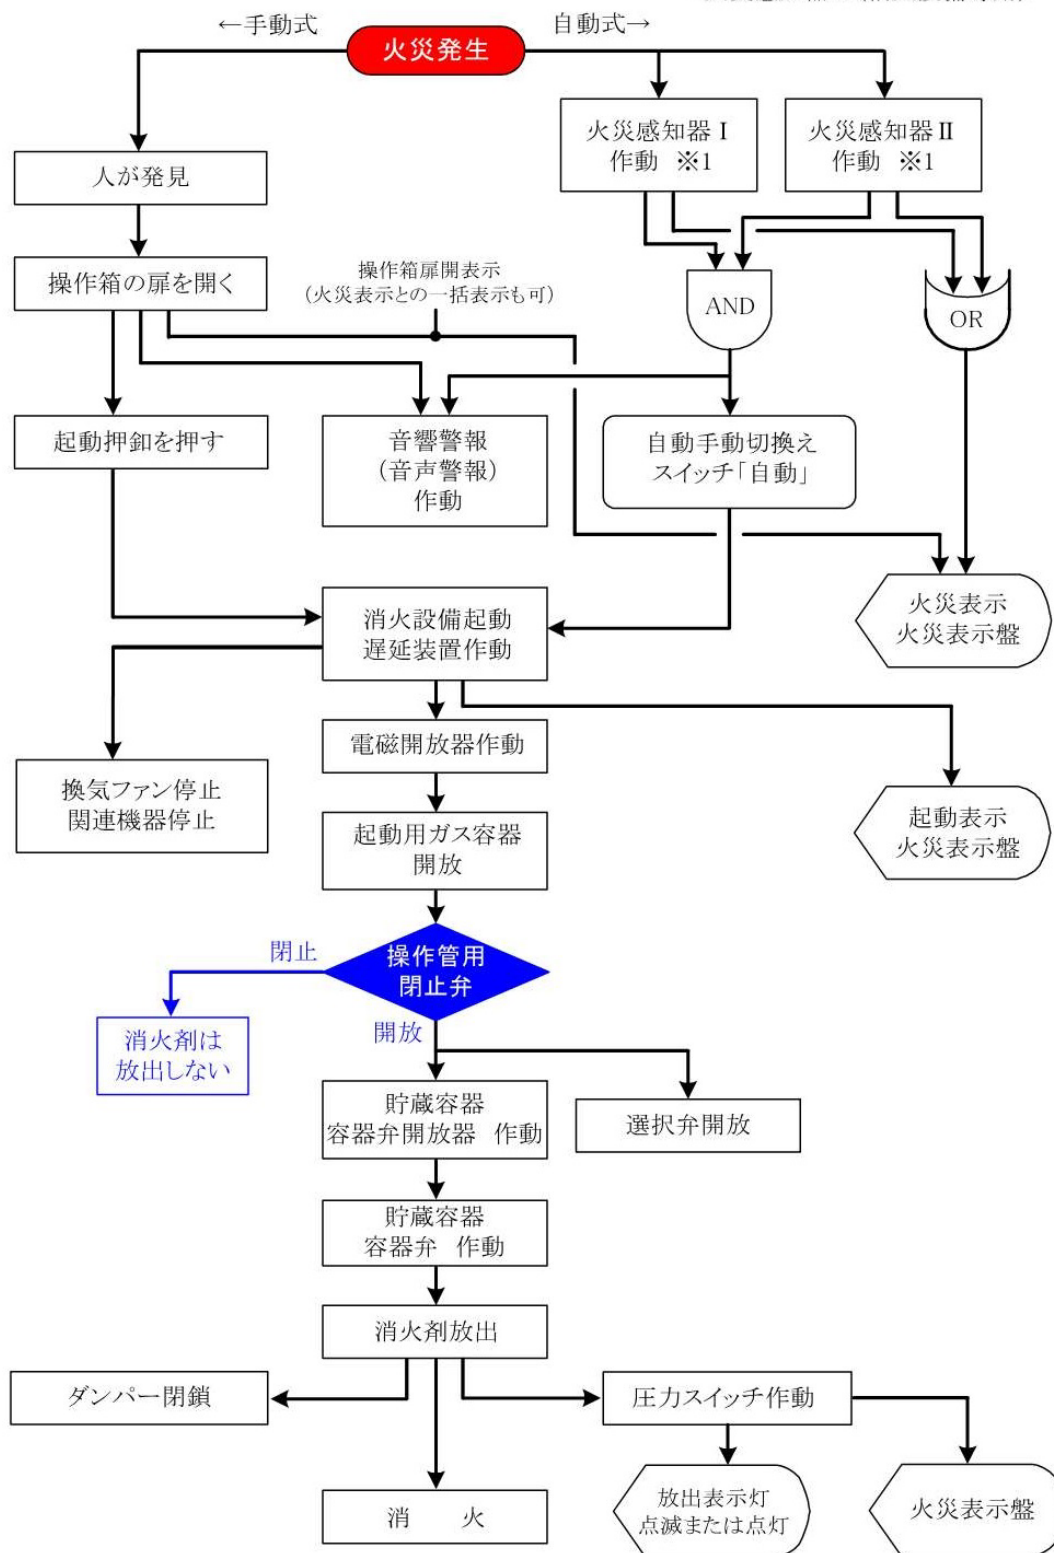 ←手動式
自動式→
火災発生
火災感知器Ⅰ
作動 ※1
火災感知器Ⅱ
作動 ※1
人が発見
操作箱の扉を開く
操作箱扉開表示
(火災表示との一括表示も可)
AND
OR
起動押釦を押す
音響警報
(音声警報)
作動
自動手動切換え
スイッチ「自動」
消火設備起動
遅延装置作動
火災表示
火災表示盤
電磁開放器作動
換気ファン停止
関連機器停止
起動用ガス容器
開放
起動表示
火災表示盤
閉止
操作管用
閉止弁
消火剤は
放出しない
開放
貯蔵容器
容器弁開放器 作動
選択弁開放
貯蔵容器
容器弁 作動
消火剤放出
ダンパー閉鎖
圧力スイッチ作動
消 火
放出表示灯
点滅または点灯
火災表示盤